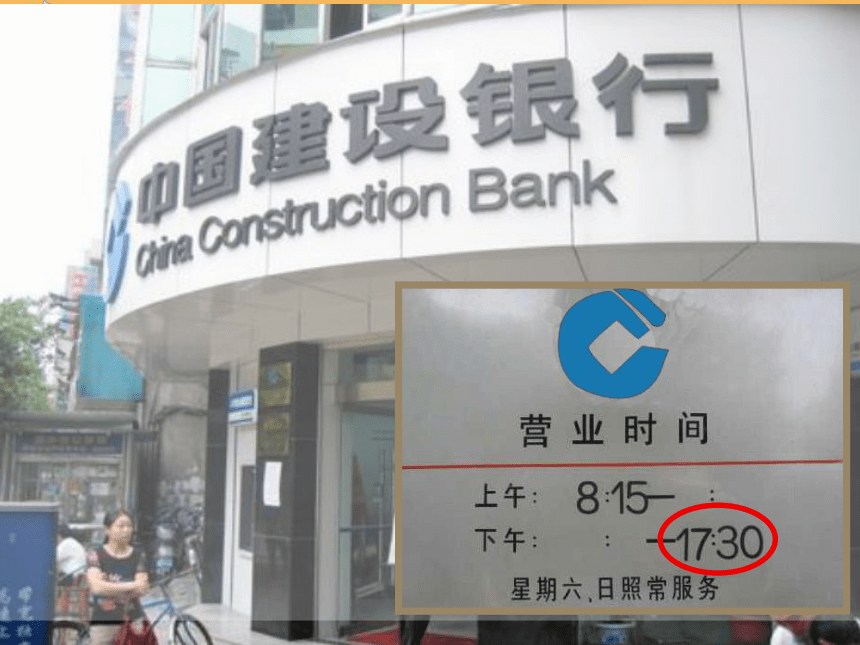 中国建设银行
China Construction Bank
营业时间
上午: 8:15— :
下午: : —17:30
星期六、日照常服务